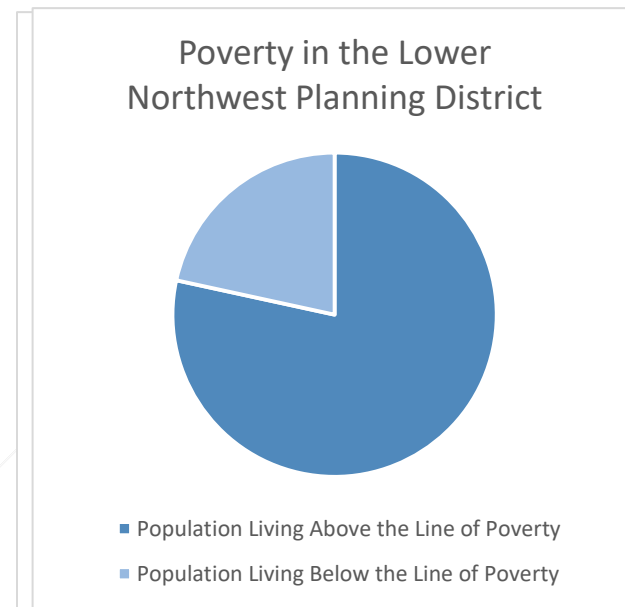 Poverty in the Lower
Northwest Planning District
Population Living Above the Line of Poverty
Population Living Below the Line of Poverty